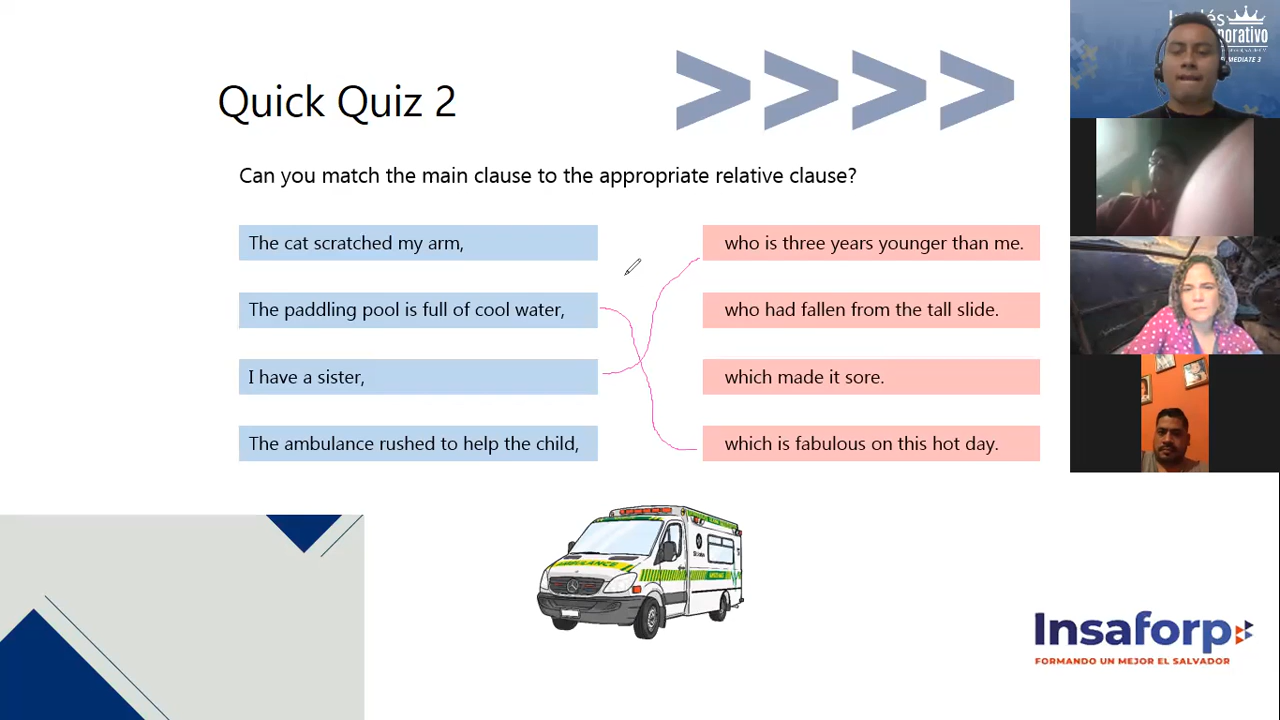 Quick Quiz 2
Can you match the main clause to the appropriate relative clause?
The cat scratched my arm,
who is three years younger than me.
The paddling pool is full of cool water,
who had fallen from the tall slide.
I have a sister,
which made it sore.
The ambulance rushed to help the child,
which is fabulous on this hot day.
AMBULANCE
Insaforp
FORMANDO UN MEJOR EL SALVADOR